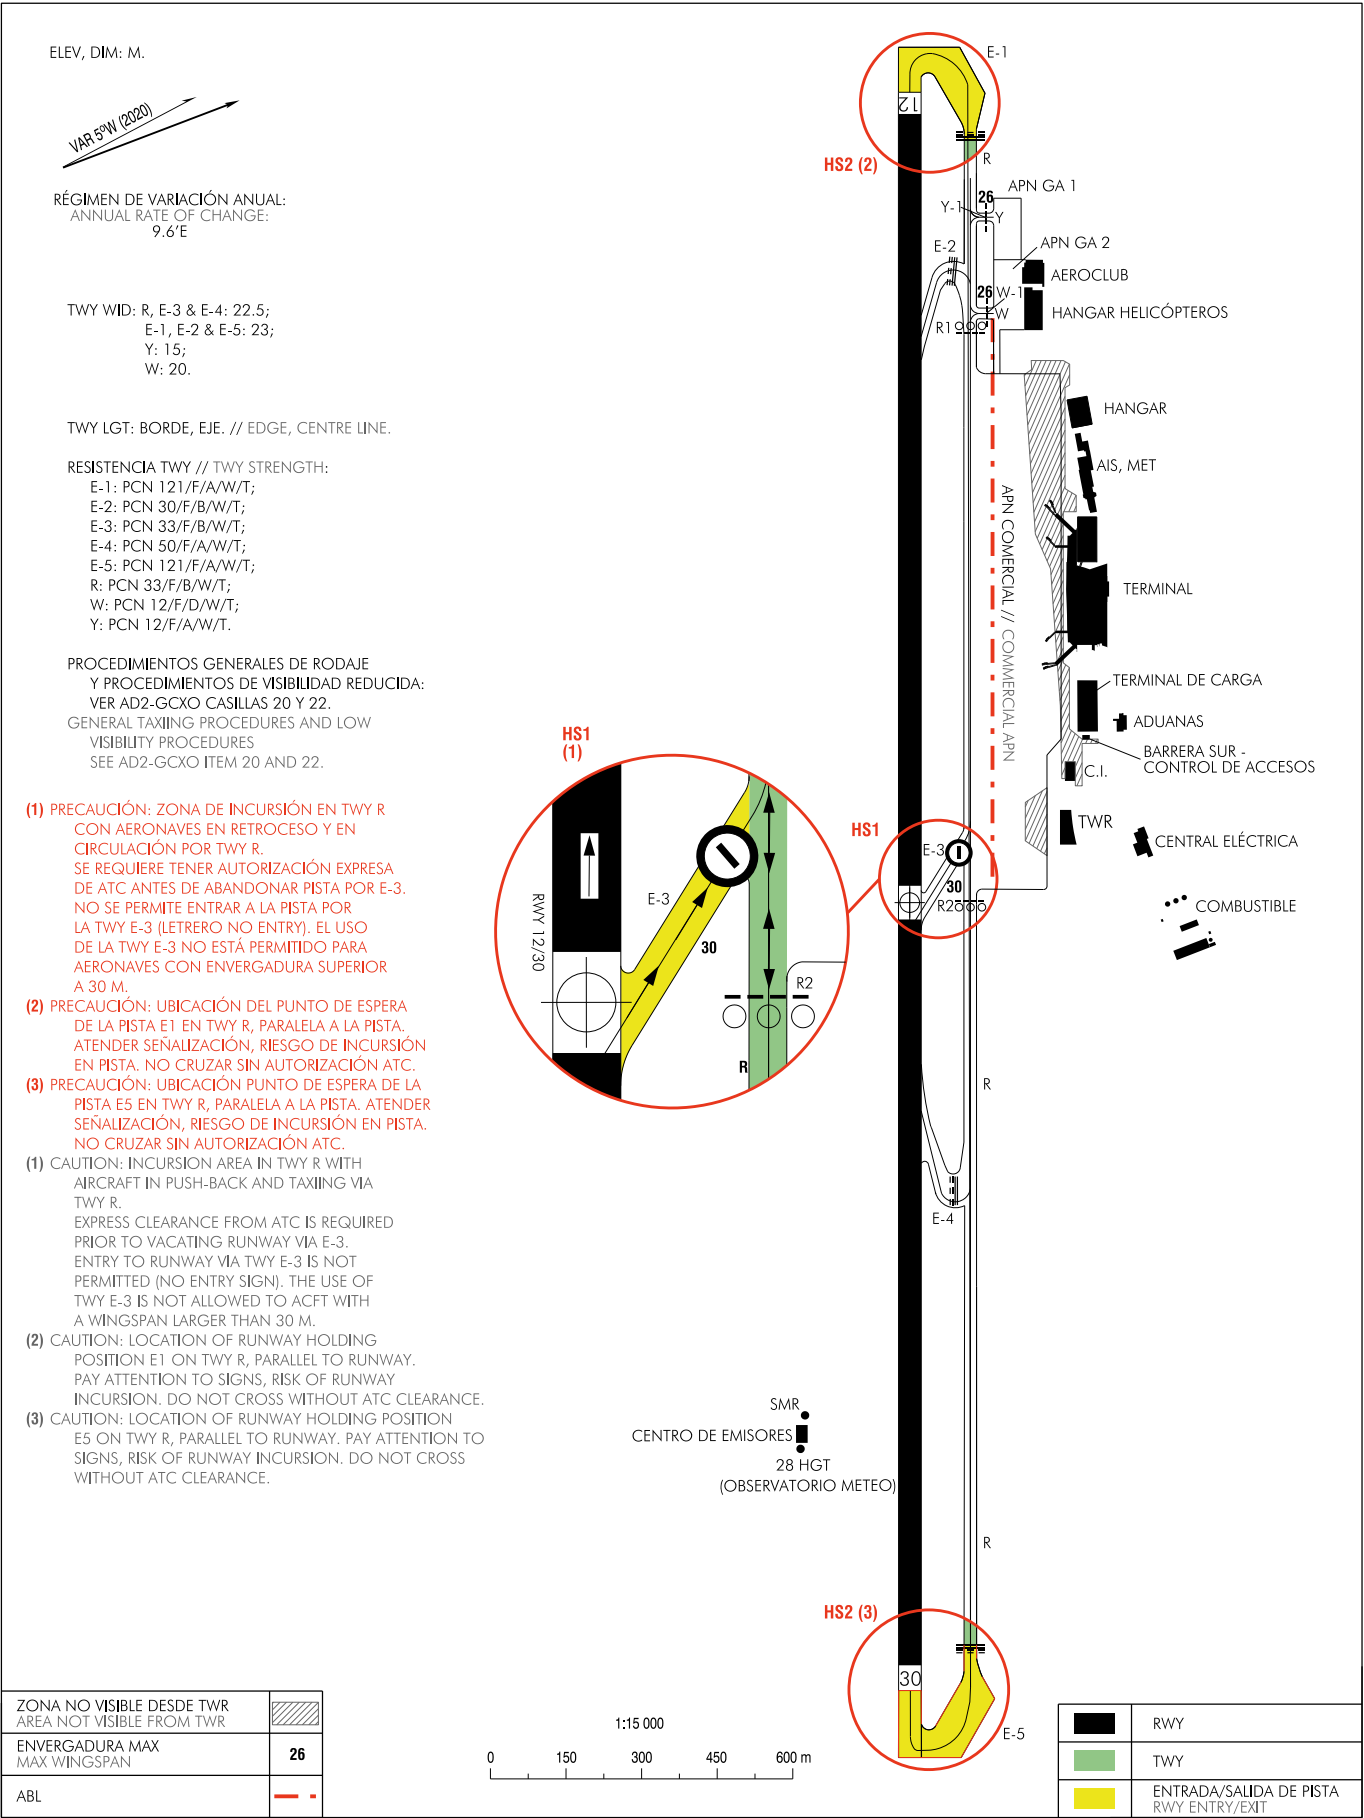 ELEV, DIM: M.
VAR 5ºW (2020)
RÉGIMEN DE VARIACIÓN ANUAL:
ANNUAL RATE OF CHANGE:
9.6'E
TWY WID: R, E-3 & E-4: 22.5;
E-1, E-2 & E-5: 23;
Y: 15;
W: 20.
TWY LGT: BORDE, EJE. // EDGE, CENTRE LINE.
RESISTENCIA TWY // TWY STRENGTH:
E-1: PCN 121/F/A/W/T;
E-2: PCN 30/F/B/W/T;
E-3: PCN 33/F/B/W/T;
E-4: PCN 50/F/A/W/T;
E-5: PCN 121/F/A/W/T;
R: PCN 33/F/B/W/T;
W: PCN 12/F/D/W/T;
Y: PCN 12/F/A/W/T.
PROCEDIMIENTOS GENERALES DE RODAJE
Y PROCEDIMIENTOS DE VISIBILIDAD REDUCIDA:
VER AD2-GCXO CASILLAS 20 Y 22.
GENERAL TAXIING PROCEDURES AND LOW
VISIBILITY PROCEDURES
SEE AD2-GCXO ITEM 20 AND 22.
(1) PRECAUCIÓN: ZONA DE INCURSIÓN EN TWY R
CON AERONAVES EN RETROCESO Y EN
CIRCULACIÓN POR TWY R.
SE REQUIERE TENER AUTORIZACIÓN EXPRESA
DE ATC ANTES DE ABANDONAR PISTA POR E-3.
NO SE PERMITE ENTRAR A LA PISTA POR
LA TWY E-3 (LETRERO NO ENTRY). EL USO
DE LA TWY E-3 NO ESTÁ PERMITIDO PARA
AERONAVES CON ENVERGADURA SUPERIOR
A 30 M.
(2) PRECAUCIÓN: UBICACIÓN DEL PUNTO DE ESPERA
DE LA PISTA E1 EN TWY R, PARALELA A LA PISTA.
ATENDER SEÑALIZACIÓN, RIESGO DE INCURSIÓN
EN PISTA. NO CRUZAR SIN AUTORIZACIÓN ATC.
(3) PRECAUCIÓN: UBICACIÓN PUNTO DE ESPERA DE LA
PISTA E5 EN TWY R, PARALELA A LA PISTA. ATENDER
SEÑALIZACIÓN, RIESGO DE INCURSIÓN EN PISTA.
NO CRUZAR SIN AUTORIZACIÓN ATC.
(1) CAUTION: INCURSION AREA IN TWY R WITH
AIRCRAFT IN PUSH-BACK AND TAXIING VIA
TWY R.
EXPRESS CLEARANCE FROM ATC IS REQUIRED
PRIOR TO VACATING RUNWAY VIA E-3.
ENTRY TO RUNWAY VIA TWY E-3 IS NOT
PERMITTED (NO ENTRY SIGN). THE USE OF
TWY E-3 IS NOT ALLOWED TO ACFT WITH
A WINGSPAN LARGER THAN 30 M.
(2) CAUTION: LOCATION OF RUNWAY HOLDING
POSITION E1 ON TWY R, PARALLEL TO RUNWAY.
PAY ATTENTION TO SIGNS, RISK OF RUNWAY
INCURSION. DO NOT CROSS WITHOUT ATC CLEARANCE.
(3) CAUTION: LOCATION OF RUNWAY HOLDING POSITION
E5 ON TWY R, PARALLEL TO RUNWAY. PAY ATTENTION TO
SIGNS, RISK OF RUNWAY INCURSION. DO NOT CROSS
WITHOUT ATC CLEARANCE.
HS1
(1)
E-3
RWY 12/30
30
R2
R
E-1
12
HS2 (2)
R
APN GA 1
26
Y-1
Y
E-2
APN GA 2
AEROCLUB
26
W-1
W
HANGAR HELICÓPTEROS
R1
HANGAR
AIS, MET
APN COMERCIAL // COMMERCIAL APN
TERMINAL
TERMINAL DE CARGA
ADUANAS
BARRERA SUR -
CONTROL DE ACCESOS
C.I.
TWR
CENTRAL ELÉCTRICA
HS1
E-3
30
R2
COMBUSTIBLE
R
E-4
SMR
CENTRO DE EMISORES
28 HGT
(OBSERVATORIO METEO)
R
HS2 (3)
30
E-5
ZONA NO VISIBLE DESDE TWR
AREA NOT VISIBLE FROM TWR
ENVERGADURA MAX
MAX WINGSPAN
26
ABL
1:15 000
0 150 300 450 600 m
RWY
TWY
ENTRADA/SALIDA DE PISTA
RWY ENTRY/EXIT